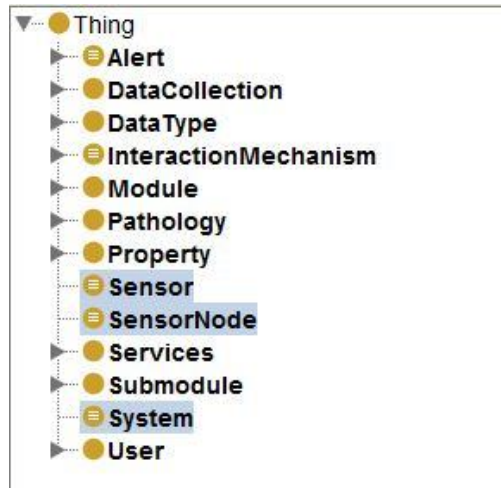 Thing
Alert
DataCollection
DataType
InteractionMechanism
Module
Pathology
Property
Sensor
SensorNode
Services
Submodule
System
User